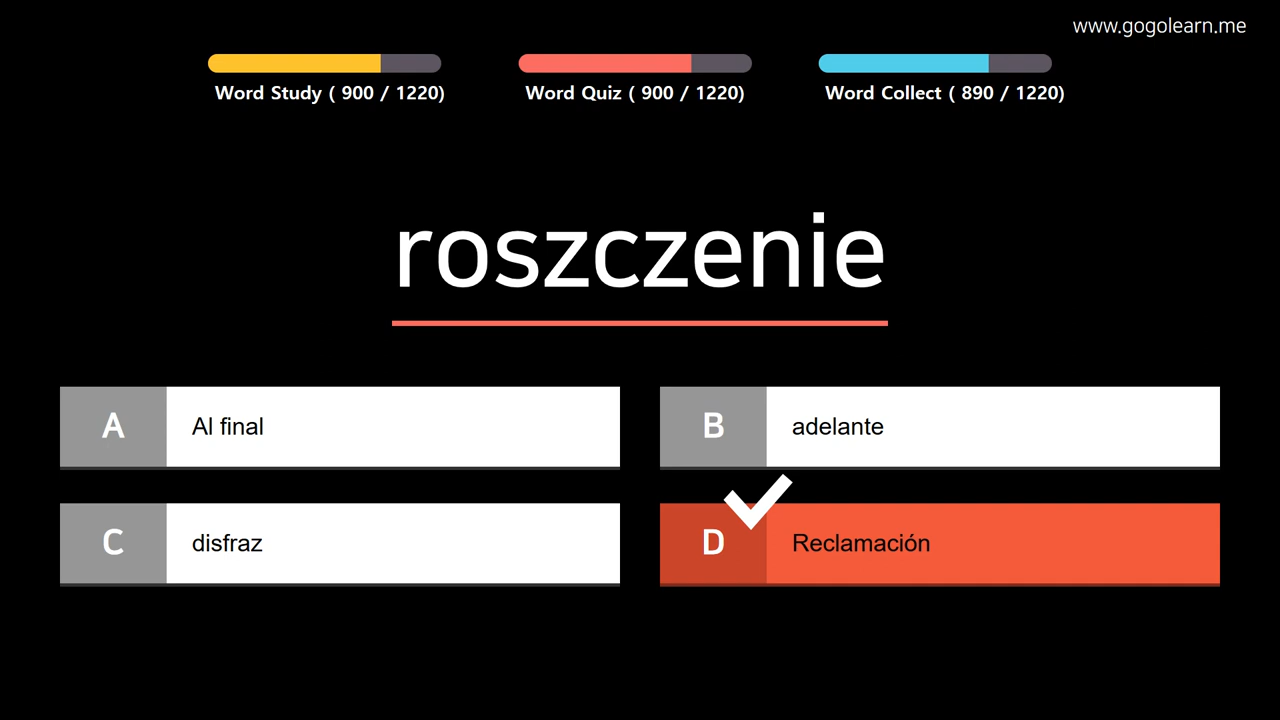 www.gogolearn.me
Word Study ( 900 / 1220)
Word Quiz ( 900 / 1220)
Word Collect ( 890 / 1220)
roszczenie
A
Al final
B
adelante
C
disfraz
D
Reclamación